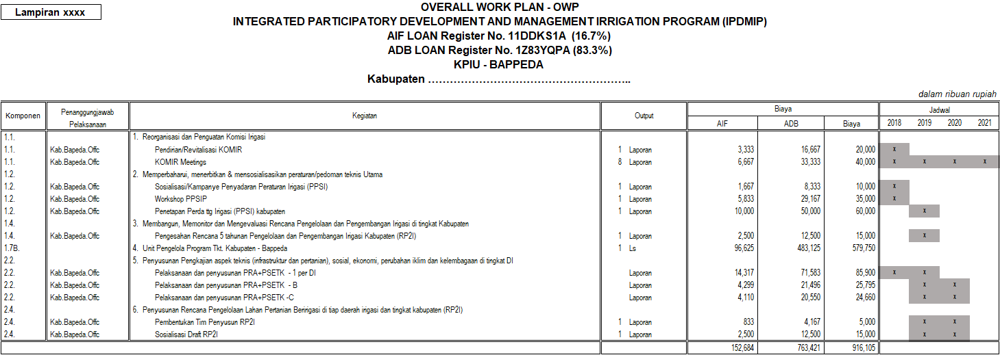 Lampiran xxxx
OVERALL WORK PLAN - OWP
INTEGRATED PARTICIPATORY DEVELOPMENT AND MANAGEMENT IRRIGATION PROGRAM (IPDMIP)
AIF LOAN Register No. 11DDKS1A (16.7%)
ADB LOAN Register No. 1Z83YQPA (83.3%)
KPIU - BAPPEDA
Kabupaten ………………………………………………..
dalam ribuan rupiah
Komponen Penanggungjawab Pelaksanaan Kegiatan Output Biaya Jadwal
AIF ADB Biaya 2018 2019 2020 2021
1.1. 1. Reorganisasi dan Penguatan Komisi Irigasi
1.1. Kab.Bapeda.Offc Pendirian/Revitalisasi KOMIR 1 Laporan 3,333 16,667 20,000 x
1.1. Kab.Bapeda.Offc KOMIR Meetings 8 Laporan 6,667 33,333 40,000 x x x x
1.2. 2. Memperbaharui, menerbitkan & mensosialisasikan peraturan/pedoman teknis Utama
1.2. Kab.Bapeda.Offc Sosialisasi/Kampanye Penyadaran Peraturan Irigasi (PPSI) 1 Laporan 1,667 8,333 10,000 x
1.2. Kab.Bapeda.Offc Workshop PPSIP 1 Laporan 5,833 29,167 35,000 x
1.2. Kab.Bapeda.Offc Penetapan Perda ttg Irigasi (PPSI) kabupaten 1 Laporan 10,000 50,000 60,000 x
1.4. 3. Membangun, Memonitor dan Mengevaluasi Rencana Pengelolaan dan Pengembangan Irigasi di tingkat Kabupaten
1.4. Kab.Bapeda.Offc Pengesahan Rencana 5 tahunan Pengelolaan dan Pengembangan Irigasi Kabupaten (RP2I) 1 Laporan 2,500 12,500 15,000 x
1.7B. 4. Unit Pengelola Program Tkt. Kabupaten - Bappeda 1 Ls 96,625 483,125 579,750
2.2. 5. Penyusunan Pengkajian aspek teknis (infrastruktur dan pertanian), sosial, ekonomi, perubahan iklim dan kelembagaan di tingkat DI
2.2. Kab.Bapeda.Offc Pelaksanaan dan penyusunan PRA+PSETK - 1 per DI Laporan 14,317 71,583 85,900 x x
2.2. Kab.Bapeda.Offc Pelaksanaan dan penyusunan PRA+PSETK - B Laporan 4,299 21,496 25,795 x x
2.2. Kab.Bapeda.Offc Pelaksanaan dan penyusunan PRA+PSETK -C Laporan 4,110 20,550 24,660 x x
2.4. 6. Penyusunan Rencana Pengelolaan Lahan Pertanian Beririgasi di tiap daerah irigasi dan tingkat kabupaten (RP2I)
2.4. Kab.Bapeda.Offc Pembentukan Tim Penyusun RP2I 1 Laporan 833 4,167 5,000 x x
2.4. Kab.Bapeda.Offc Sosialisasi Draft RP2I 1 Laporan 2,500 12,500 15,000 x x
152,684 763,421 916,105